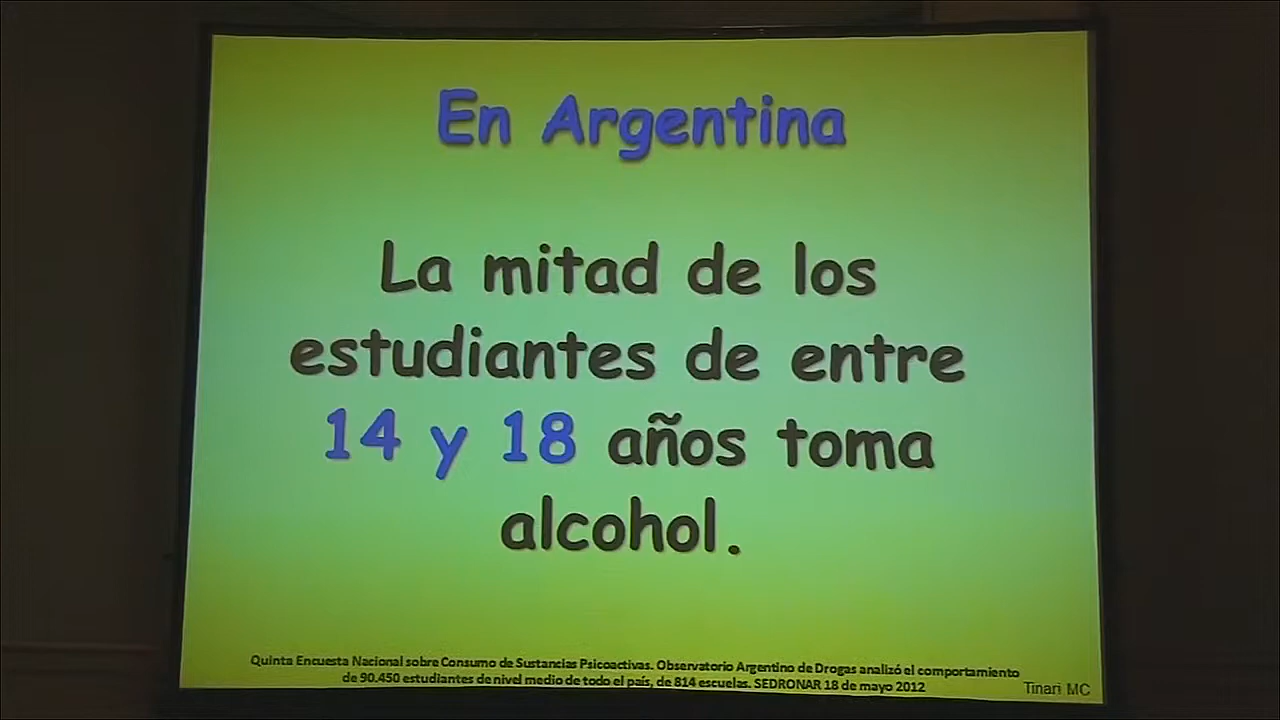 En Argentina
La mitad de los
estudiantes de entre
14 y 18 años toma
alcohol.
Quinta Encuesta Nacional sobre Consumo de Sustancias Psicoactivas. Observatorio Argentino de Drogas analizó el comportamiento
de 90.450 estudiantes de nivel medio de todo el país, de 814 escuelas. SEDRONAR 18 de mayo 2012
Tinari MC